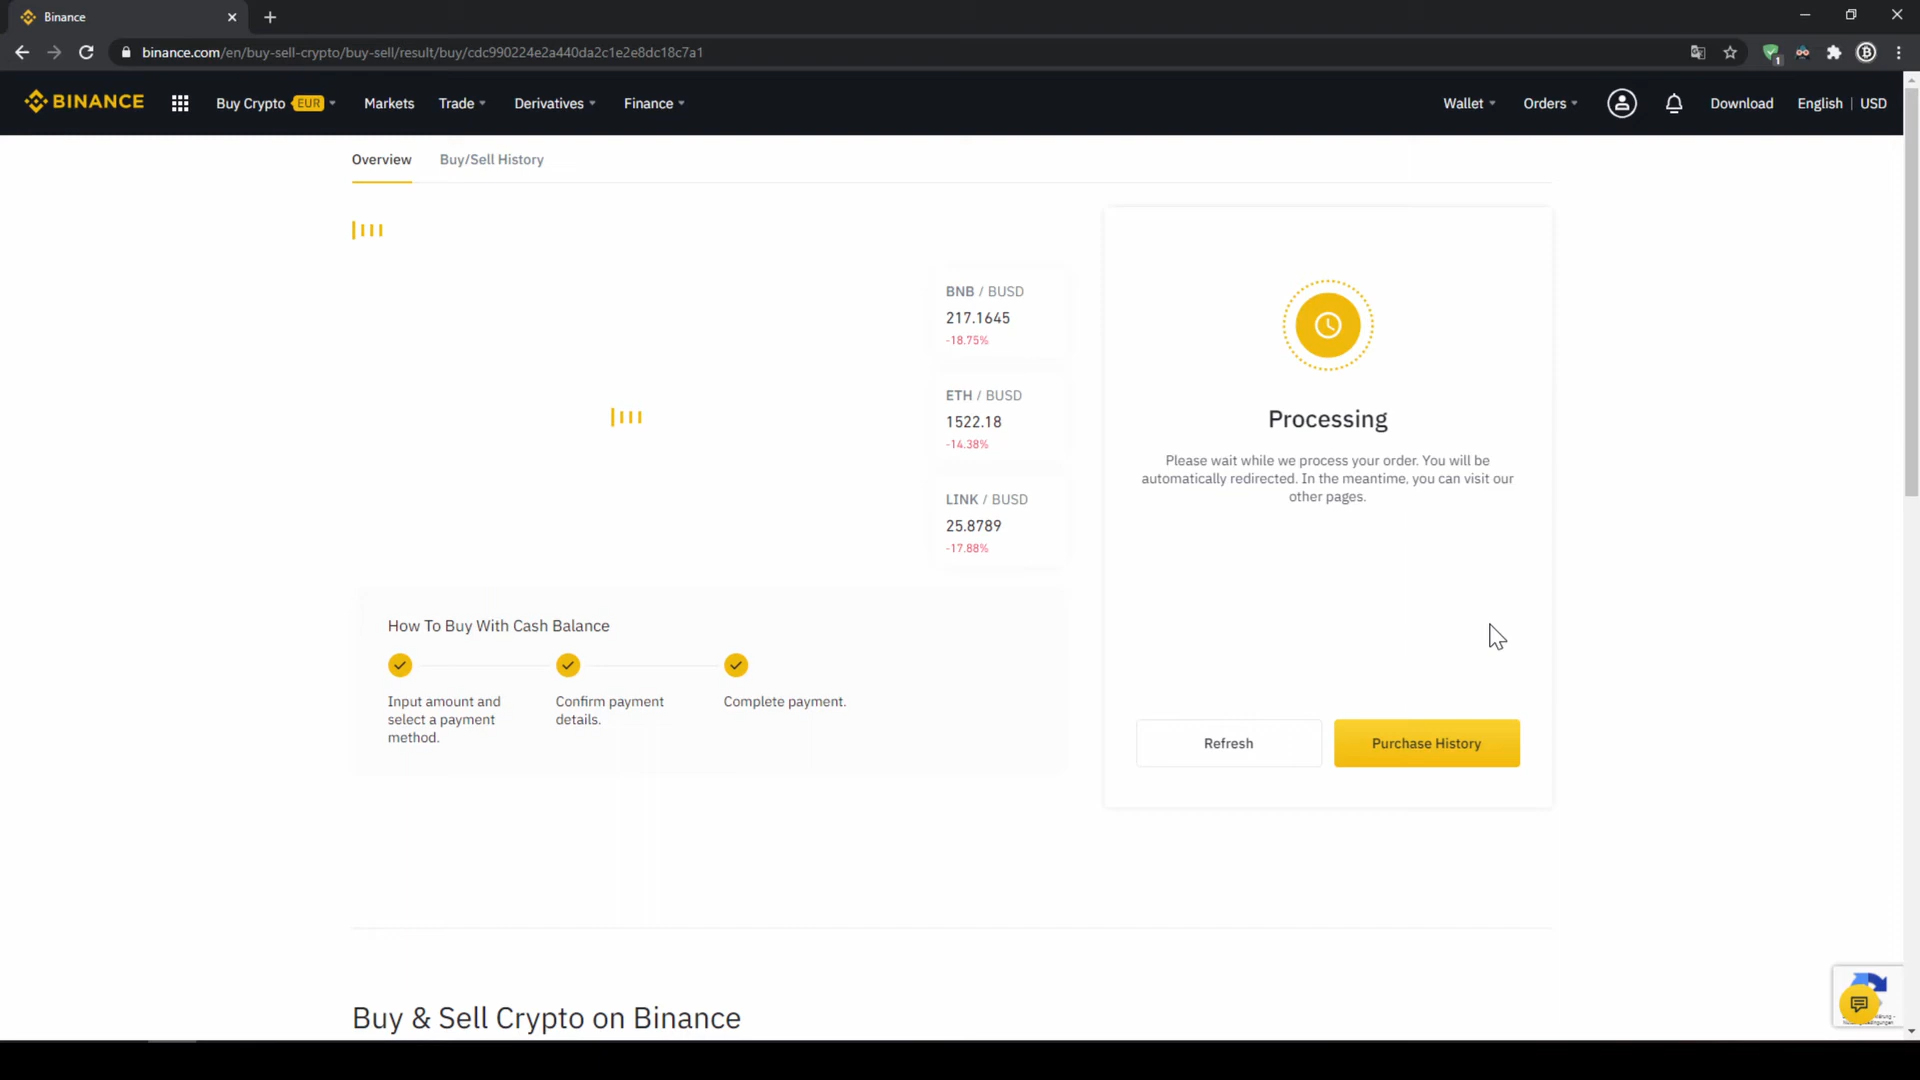 Binance
binance.com/en/buy-sell-crypto/buy-sell/result/buy/cdc990224e2a440da2c1e2e8dc18c7a1
1
BINANCE
Buy Crypto EUR
Markets
Trade
Derivatives
Finance
Wallet
Orders
Download
English | USD
Overview
Buy/Sell History
BNB / BUSD
217.1645
-18.75%
ETH / BUSD
1522.18
-14.38%
LINK / BUSD
25.8789
-17.88%
Processing
Please wait while we process your order. You will be
automatically redirected. In the meantime, you can visit our
other pages.
Refresh
Purchase History
How To Buy With Cash Balance
Input amount and
select a payment
method.
Confirm payment
details.
Complete payment.
Buy & Sell Crypto on Binance